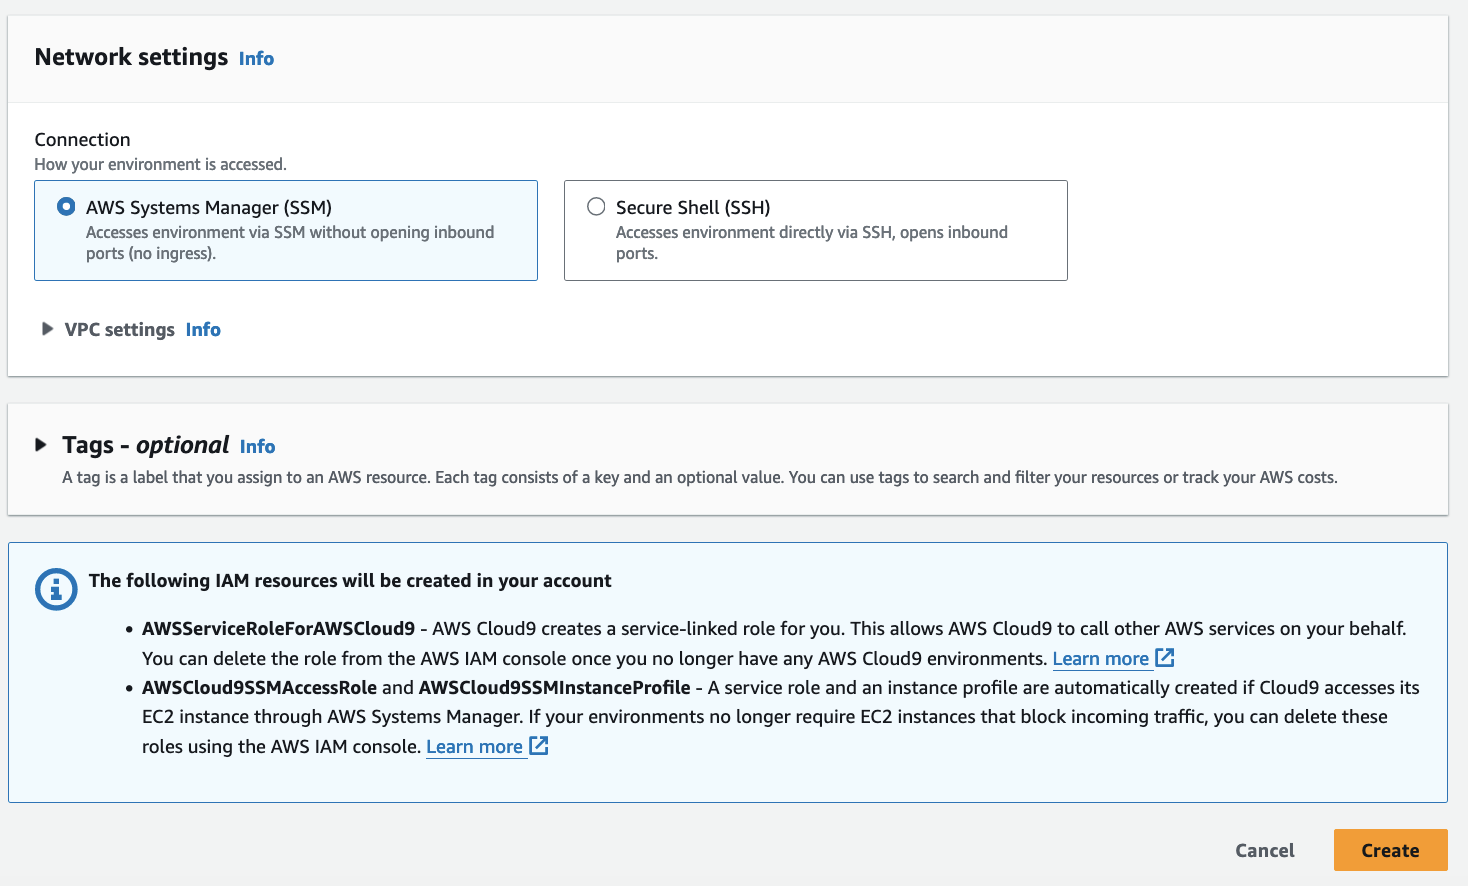 Network settings Info
Connection
How your environment is accessed.
AWS Systems Manager (SSM)
Accesses environment via SSM without opening inbound
ports (no ingress).
Secure Shell (SSH)
Accesses environment directly via SSH, opens inbound
ports.
VPC settings Info
Tags - optional Info
A tag is a label that you assign to an AWS resource. Each tag consists of a key and an optional value. You can use tags to search and filter your resources or track your AWS costs.
The following IAM resources will be created in your account
• AWSServiceRoleForAWSCloud9 - AWS Cloud9 creates a service-linked role for you. This allows AWS Cloud9 to call other AWS services on your behalf.
You can delete the role from the AWS IAM console once you no longer have any AWS Cloud9 environments. Learn more
• AWSCloud9SSMAccessRole and AWSCloud9SSMInstanceProfile - A service role and an instance profile are automatically created if Cloud9 accesses its
EC2 instance through AWS Systems Manager. If your environments no longer require EC2 instances that block incoming traffic, you can delete these
roles using the AWS IAM console. Learn more
Cancel Create